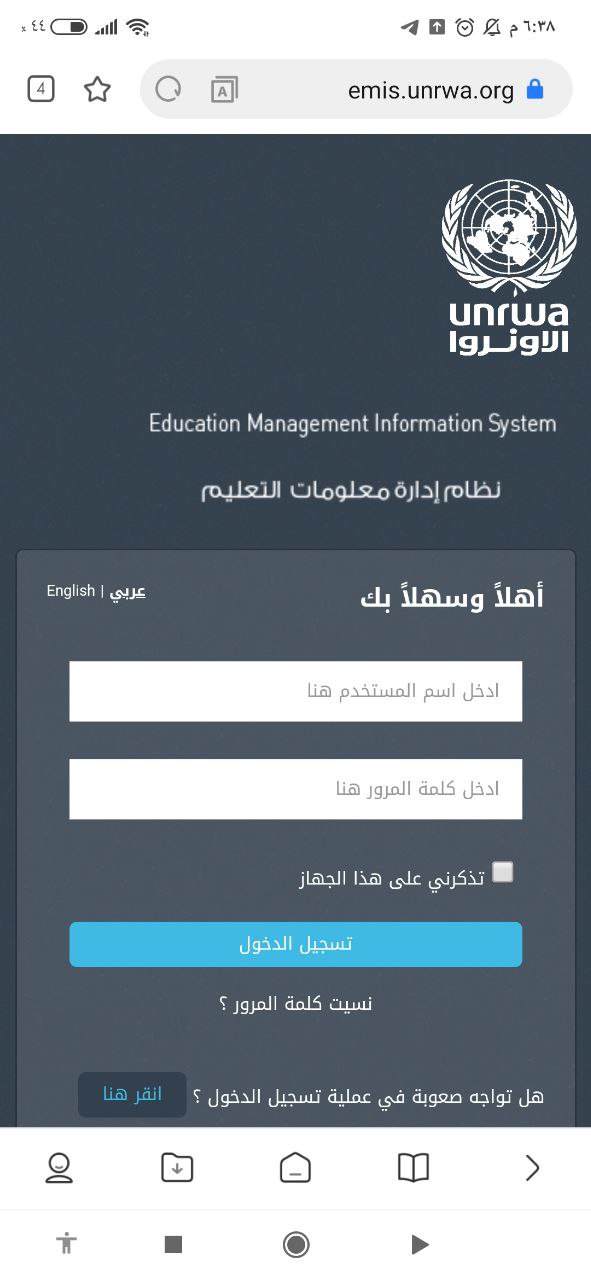 ٦:٣٨ م
٤٤ ٪
emis.unrwa.org
A
4
unrwa
الاونروا
Education Management Information System
نظام إدارة معلومات التعليم
أهلاً وسهلاً بك
عربي | English
ادخل اسم المستخدم هنا
ادخل كلمة المرور هنا
تذكرني على هذا الجهاز
تسجيل الدخول
نسيت كلمة المرور ؟
هل تواجه صعوبة في عملية تسجيل الدخول ؟ انقر هنا